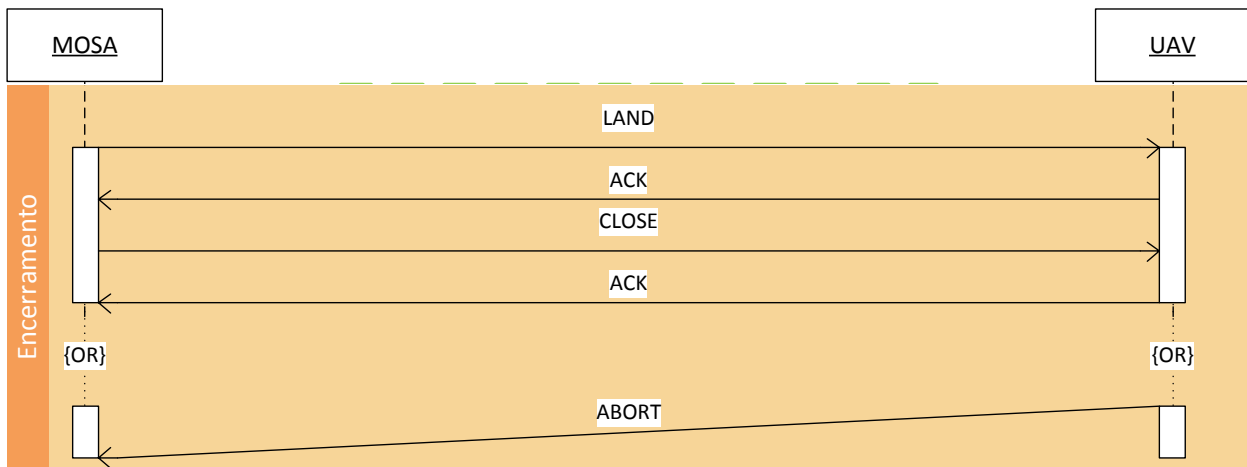 MOSA
UAV
Encerramento
LAND
ACK
CLOSE
ACK
{OR}
{OR}
ABORT